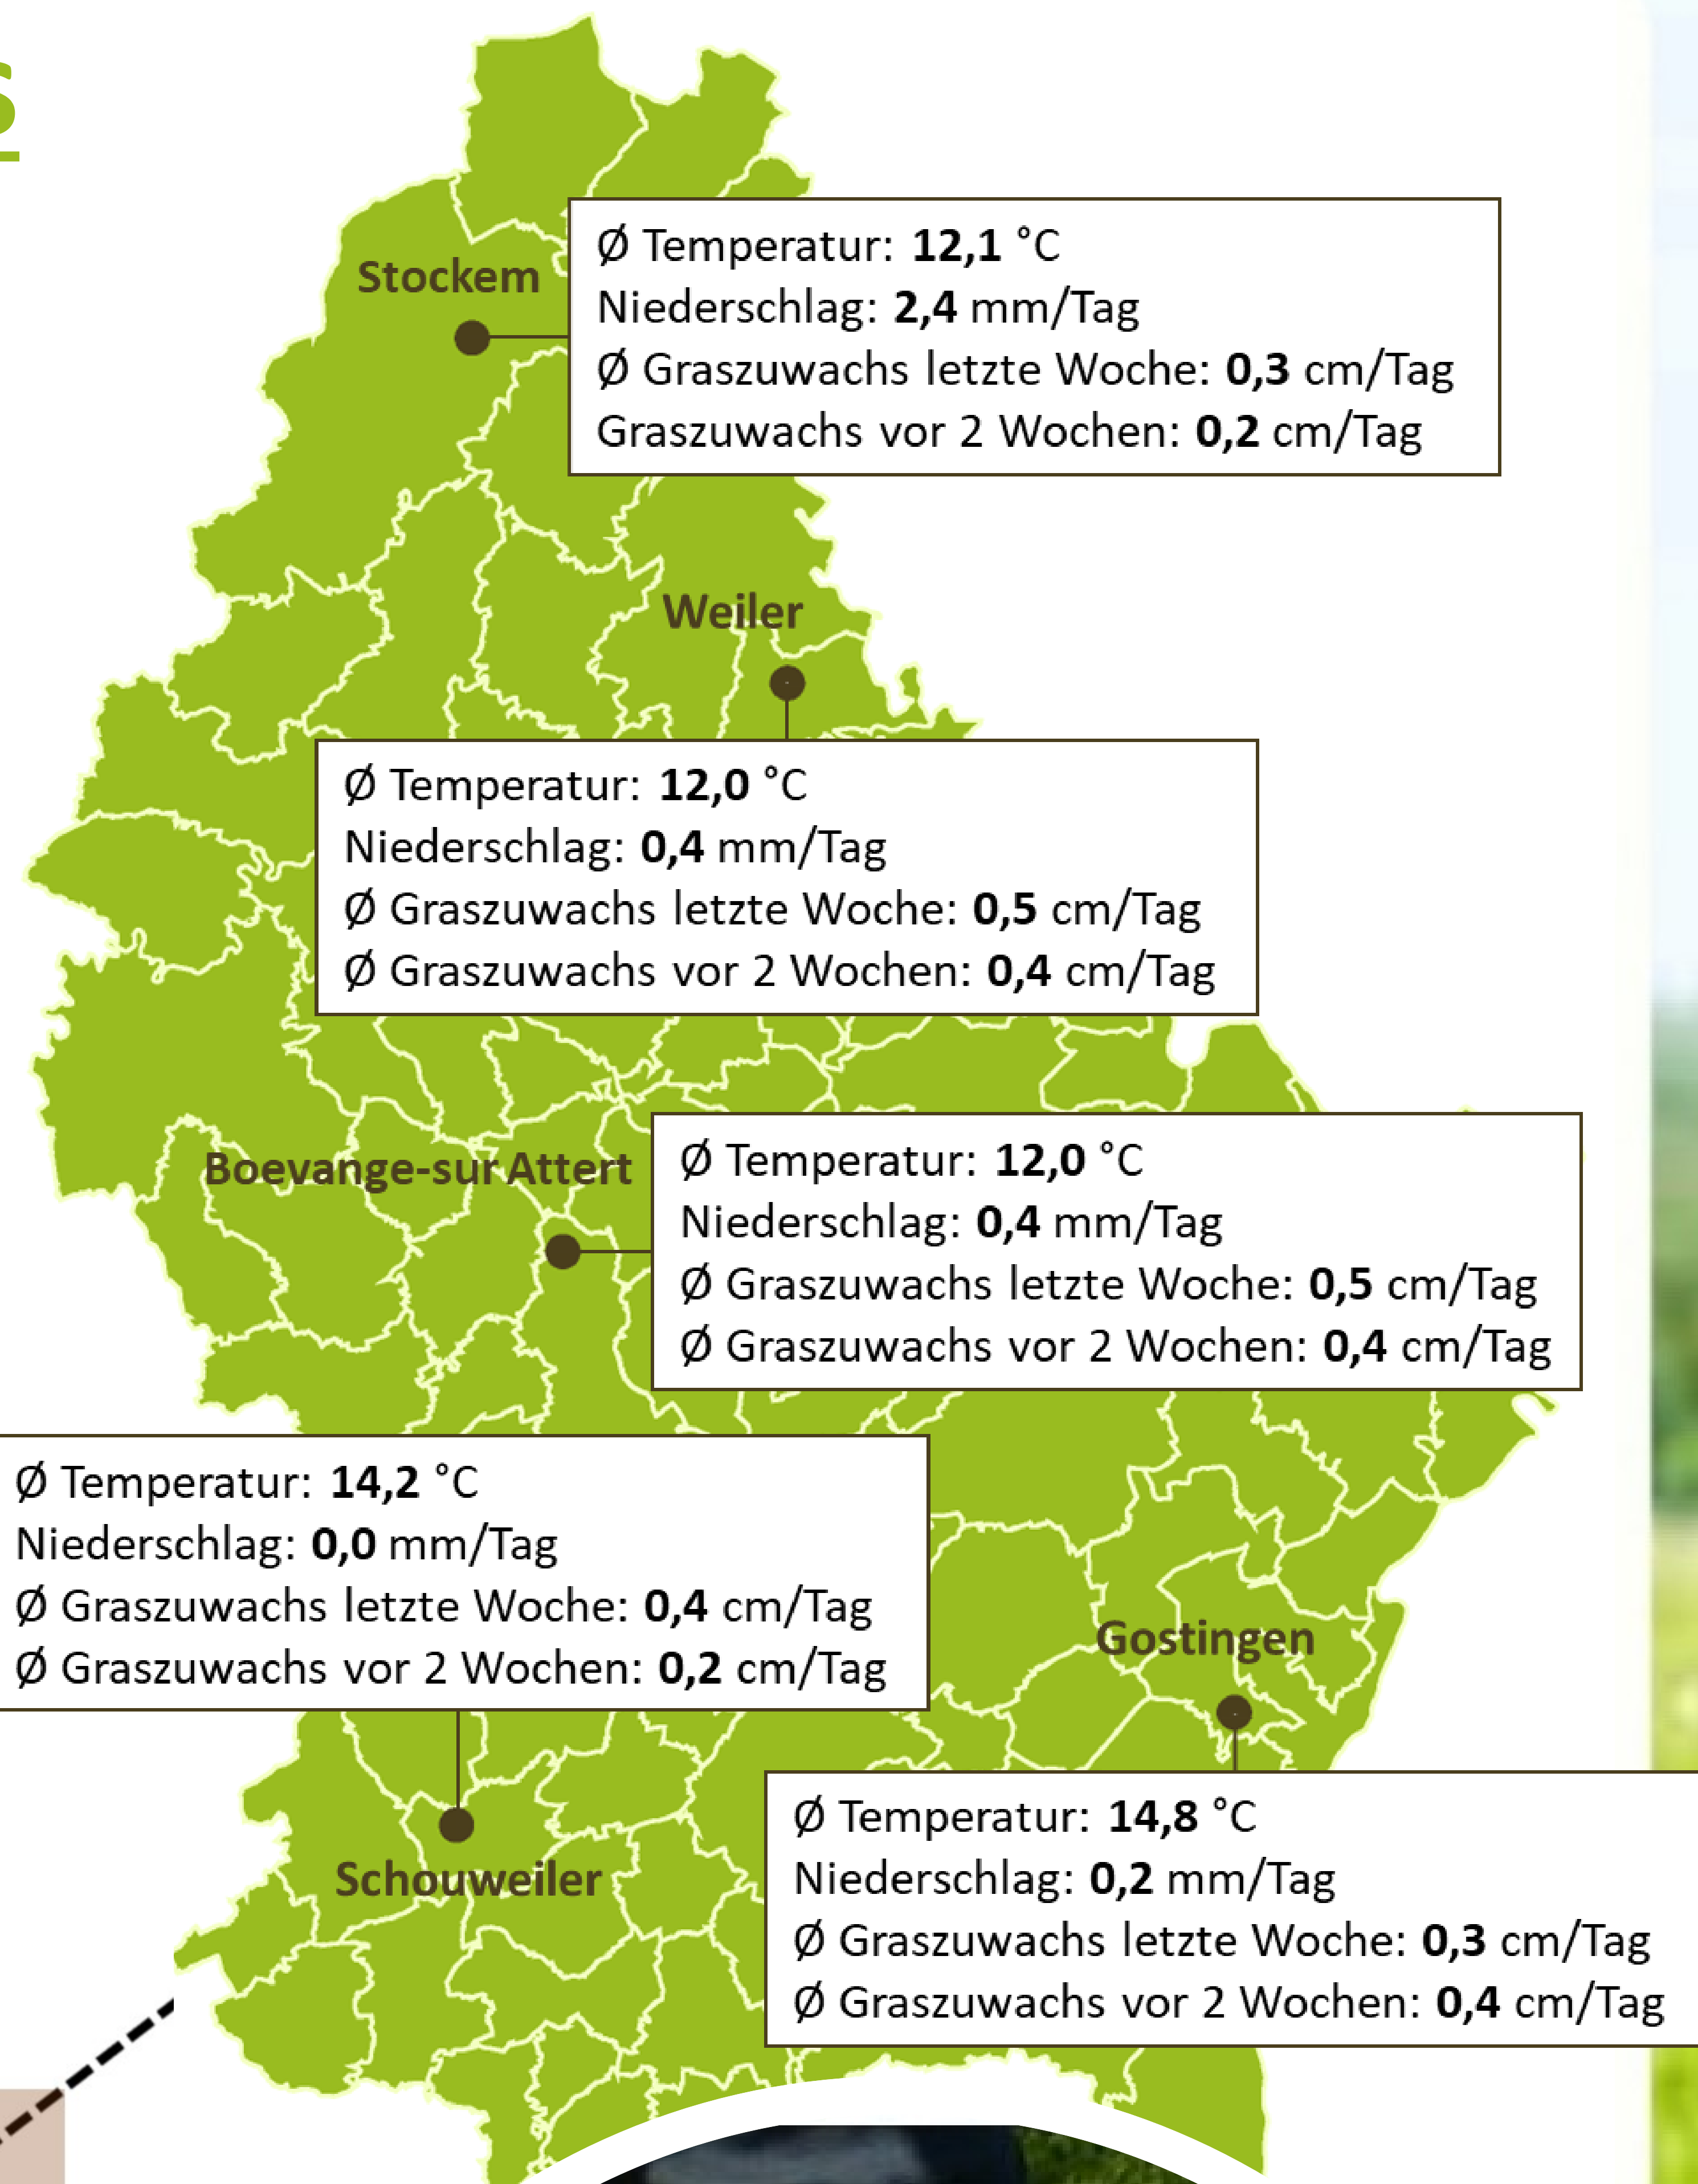 s
Stockem
Ø Temperatur: 12,1 °C
Niederschlag: 2,4 mm/Tag
Ø Graszuwachs letzte Woche: 0,3 cm/Tag
Graszuwachs vor 2 Wochen: 0,2 cm/Tag
Weiler
Ø Temperatur: 12,0 °C
Niederschlag: 0,4 mm/Tag
Ø Graszuwachs letzte Woche: 0,5 cm/Tag
Ø Graszuwachs vor 2 Wochen: 0,4 cm/Tag
Boevange-sur Attert
Ø Temperatur: 12,0 °C
Niederschlag: 0,4 mm/Tag
Ø Graszuwachs letzte Woche: 0,5 cm/Tag
Ø Graszuwachs vor 2 Wochen: 0,4 cm/Tag
Ø Temperatur: 14,2 °C
Niederschlag: 0,0 mm/Tag
Ø Graszuwachs letzte Woche: 0,4 cm/Tag
Ø Graszuwachs vor 2 Wochen: 0,2 cm/Tag
Schouweiler
Gostingen
Ø Temperatur: 14,8 °C
Niederschlag: 0,2 mm/Tag
Ø Graszuwachs letzte Woche: 0,3 cm/Tag
Ø Graszuwachs vor 2 Wochen: 0,4 cm/Tag